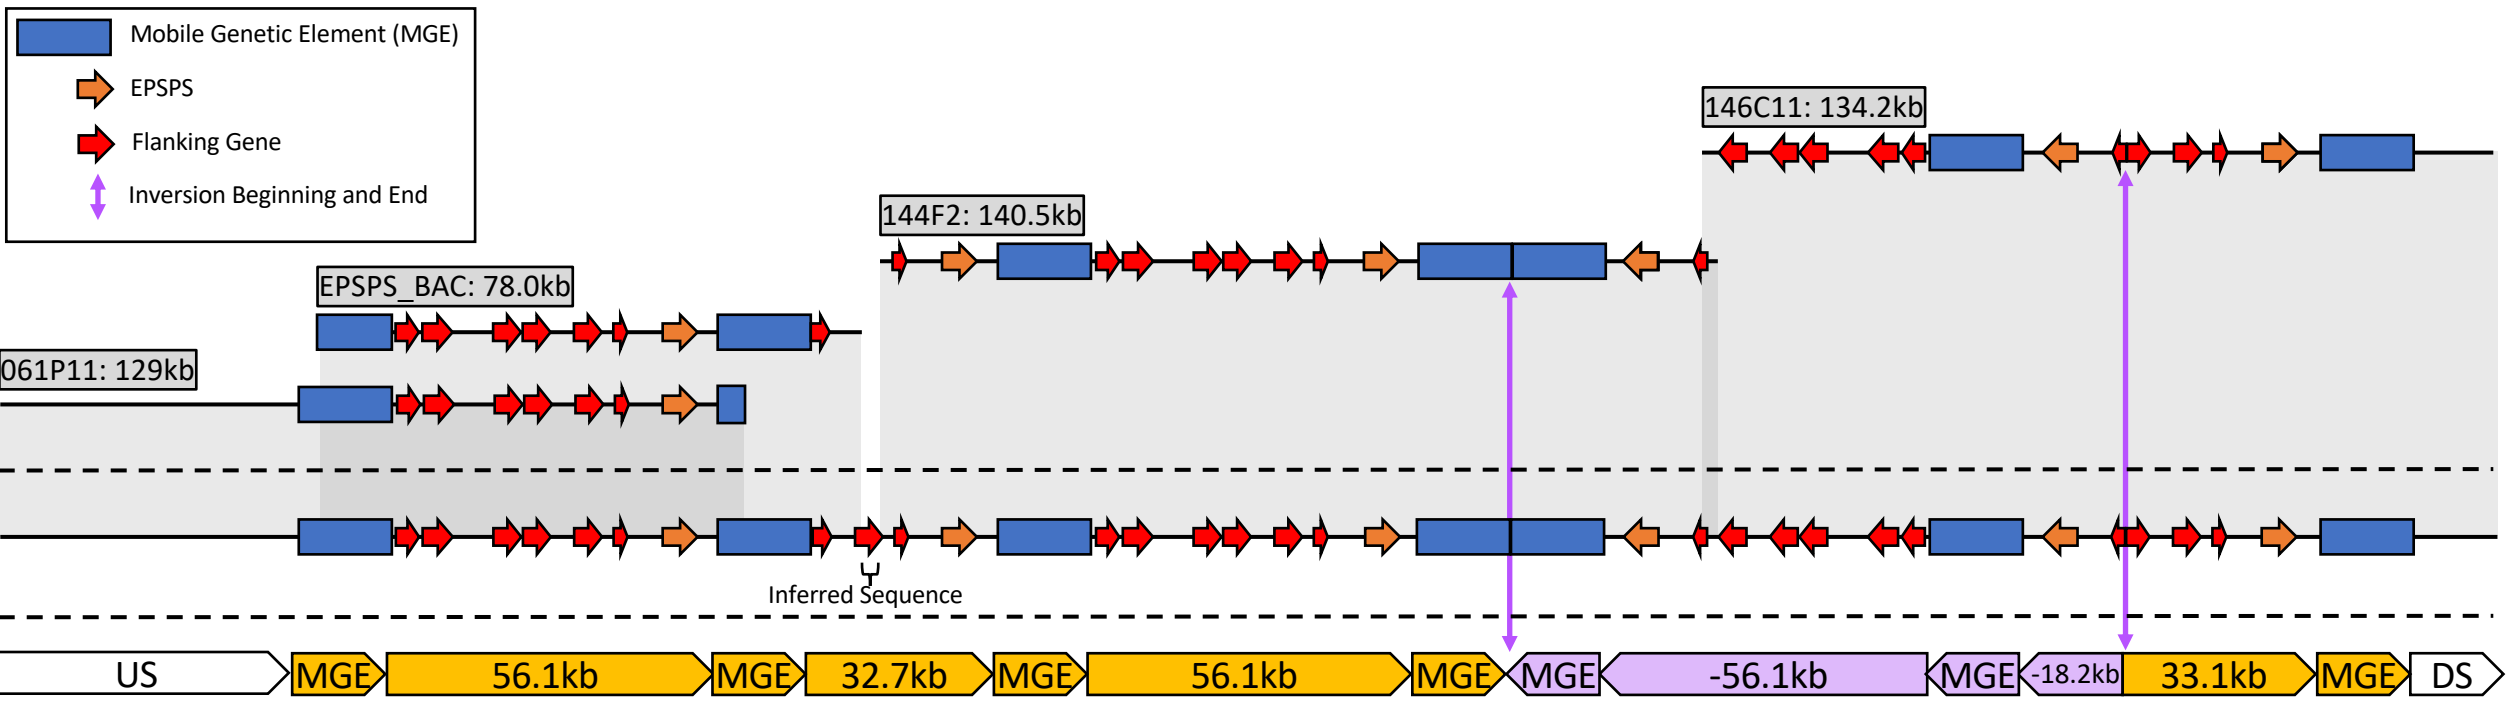 Mobile Genetic Element (MGE)
EPSPS
Flanking Gene
Inversion Beginning and End
146C11: 134.2kb
144F2: 140.5kb
EPSPS_BAC: 78.0kb
061P11: 129kb
Inferred Sequence
US MGE 56.1kb MGE 32.7kb MGE 56.1kb MGE MGE -56.1kb MGE -18.2kb 33.1kb MGE DS